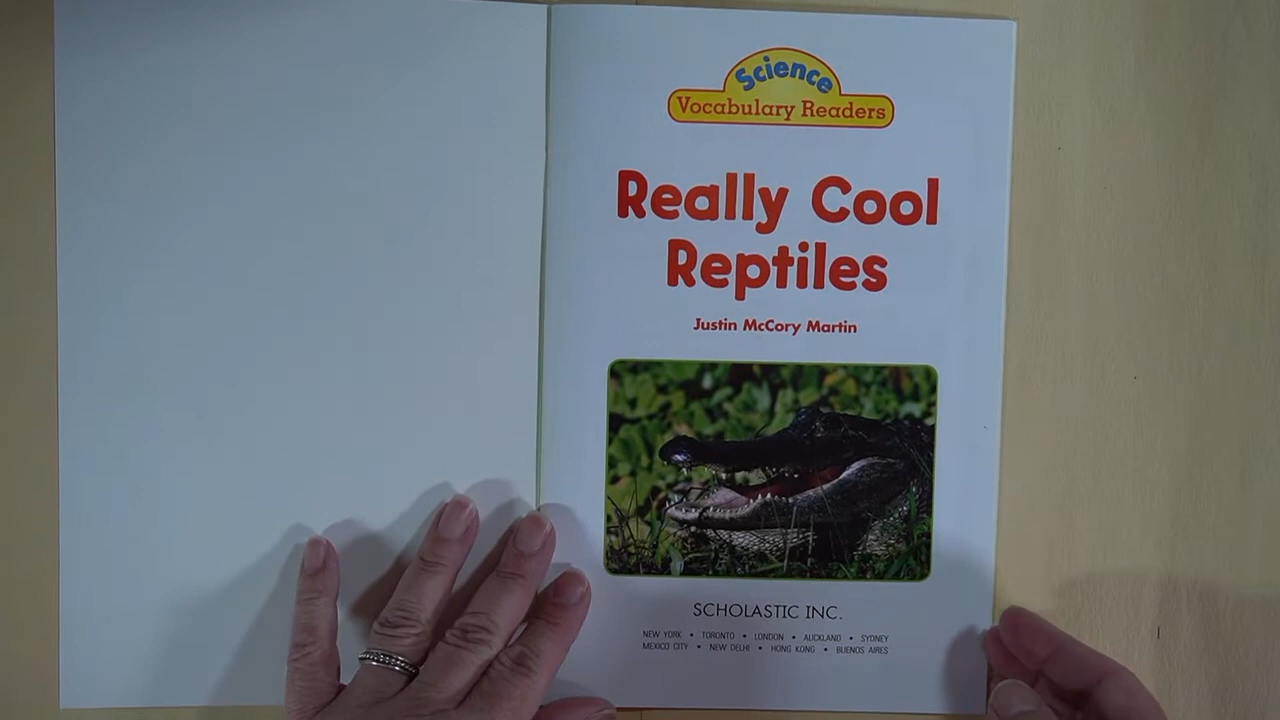 Science
Vocabulary Readers
Really Cool
Reptiles
Justin McCory Martin
SCHOLASTIC INC.
NEW YORK • TORONTO • LONDON • AUCKLAND • SYDNEY
MEXICO CITY • NEW DELHI • HONG KONG • BUENOS AIRES